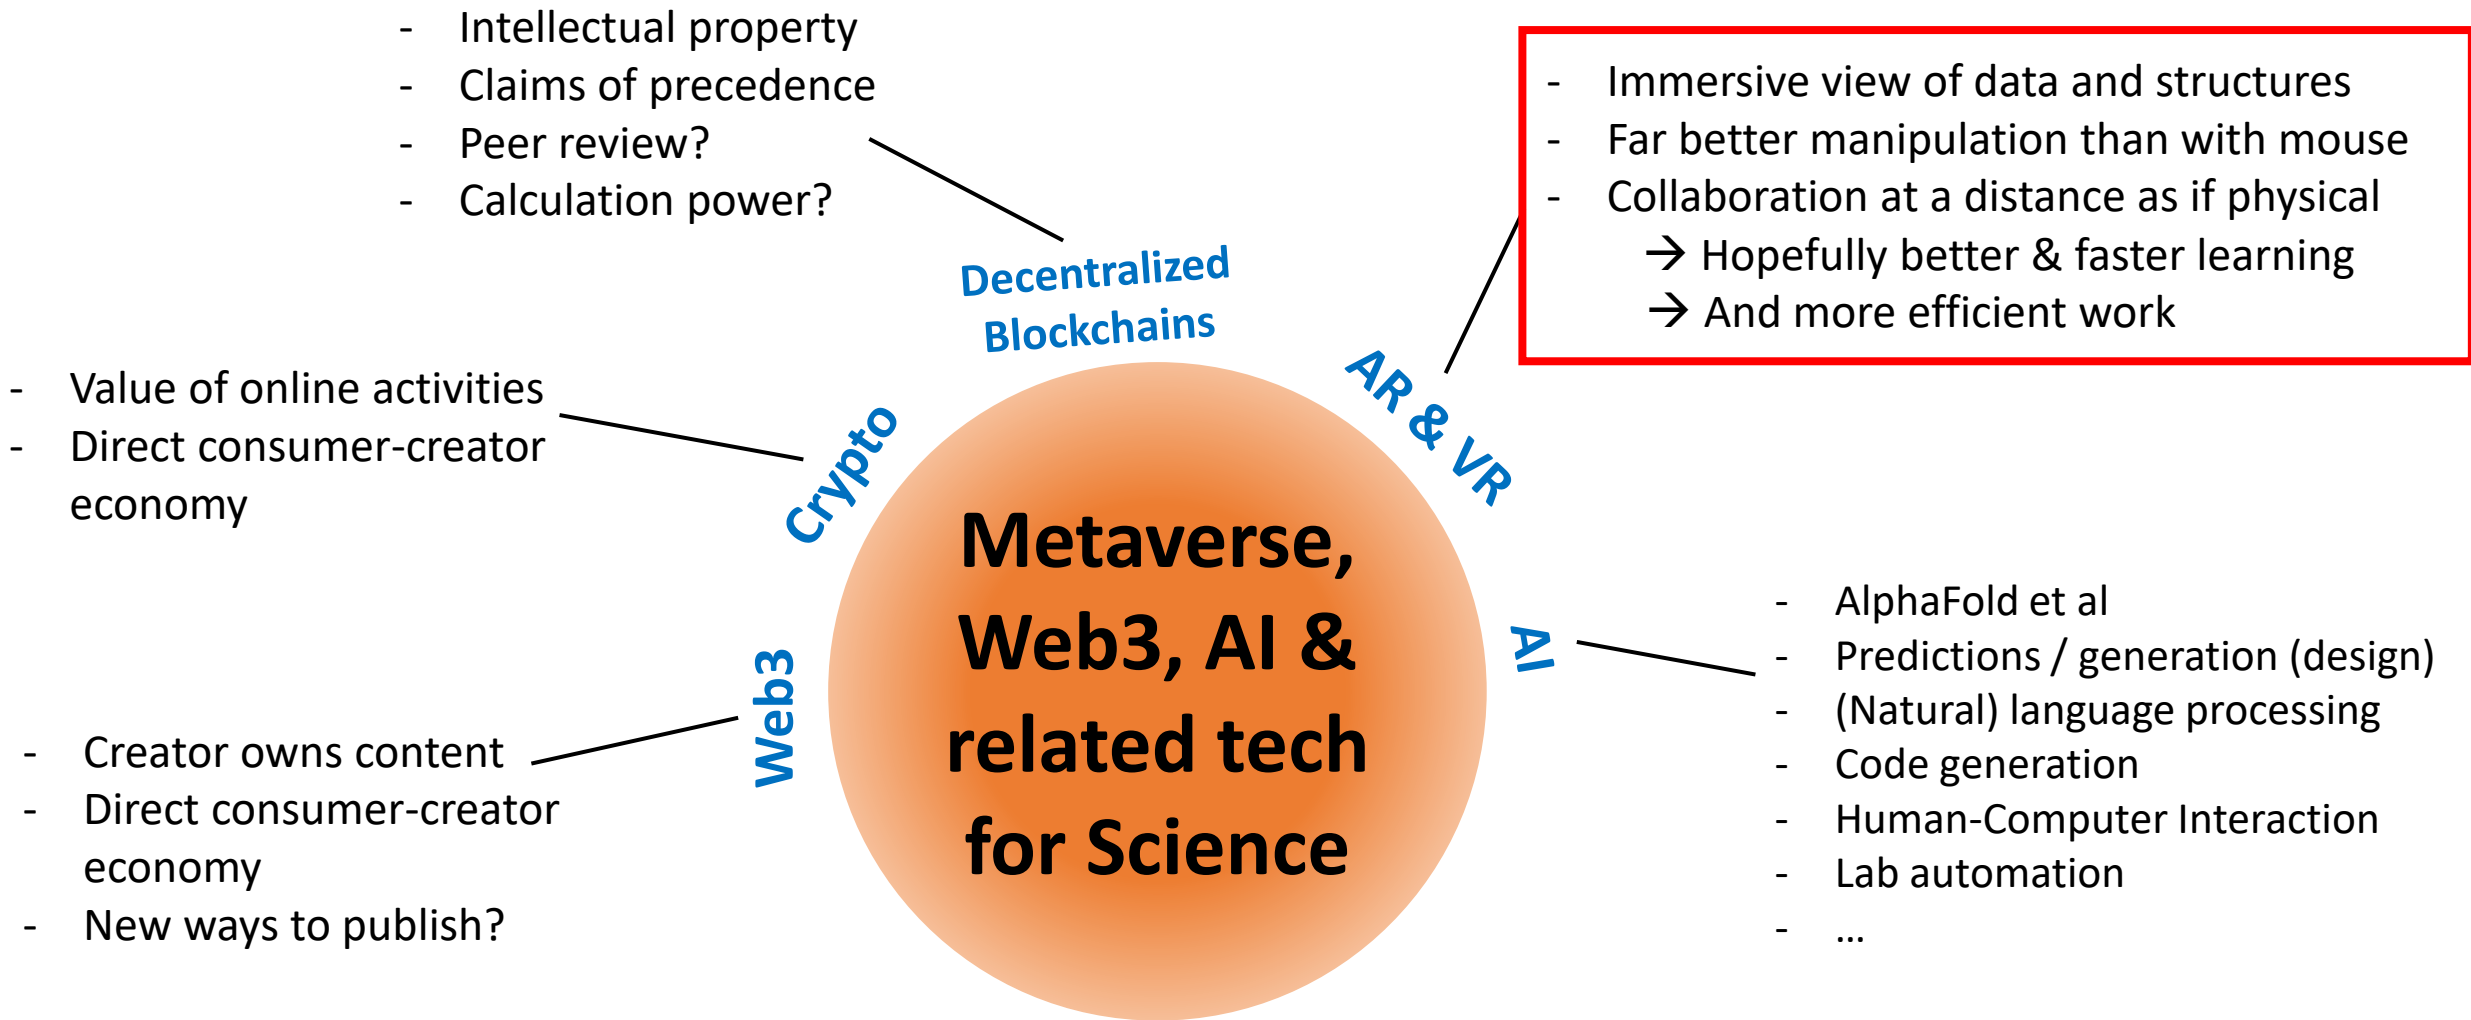 - Intellectual property
- Claims of precedence
- Peer review?
- Calculation power?
Decentralized
Blockchains
- Immersive view of data and structures
- Far better manipulation than with mouse
- Collaboration at a distance as if physical
→ Hopefully better & faster learning
→ And more efficient work
AR & VR
- Value of online activities
- Direct consumer-creator
economy
Crypto
Metaverse,
Web3, AI &
related tech
for Science
AI
- AlphaFold et al
- Predictions / generation (design)
- (Natural) language processing
- Code generation
- Human-Computer Interaction
- Lab automation
- …
Web3
- Creator owns content
- Direct consumer-creator
economy
- New ways to publish?